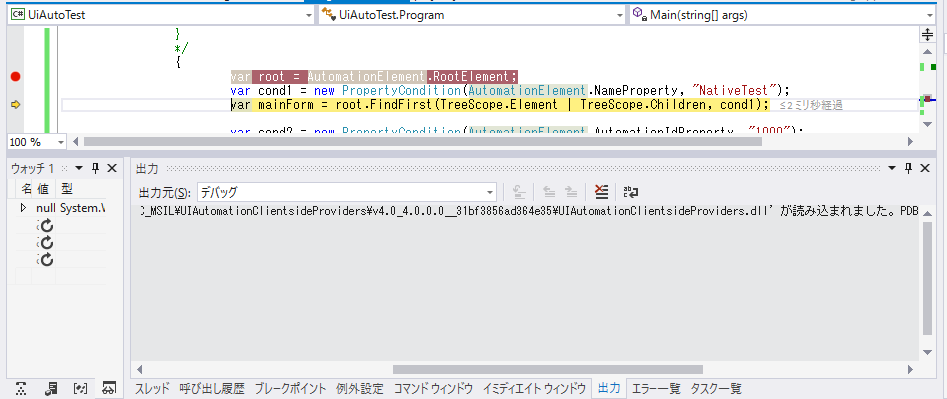 C# UiAutoTest
UiAutoTest.Program
Main(string[] args)
}
*/
{
var root = AutomationElement.RootElement;
var cond1 = new PropertyCondition(AutomationElement.NameProperty, "NativeTest");
var mainForm = root.FindFirst(TreeScope.Element | TreeScope.Children, cond1); ≤2ミリ秒経過
var cond2 = new PropertyCondition(AutomationElement.AutomationIdProperty, "1000");
100 %
ウォッチ 1
名 値 型
null System.\
出力
出力元(S): デバッグ
C_MSIL¥UIAutomationClientsideProviders¥v4.0_4.0.0.0__31bf3856ad364e35¥UIAutomationClientsideProviders.dll' が読み込まれました。PDB
スレッド 呼び出し履歴 ブレークポイント 例外設定 コマンド ウィンドウ イミディエイト ウィンドウ 出力 エラー一覧 タスク一覧